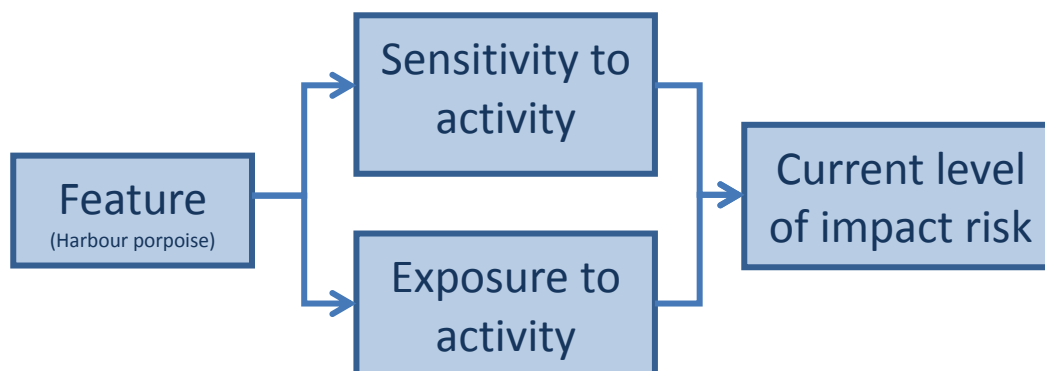 Sensitivity to
activity
Feature
(Harbour porpoise)
Exposure to
activity
Current level
of impact risk